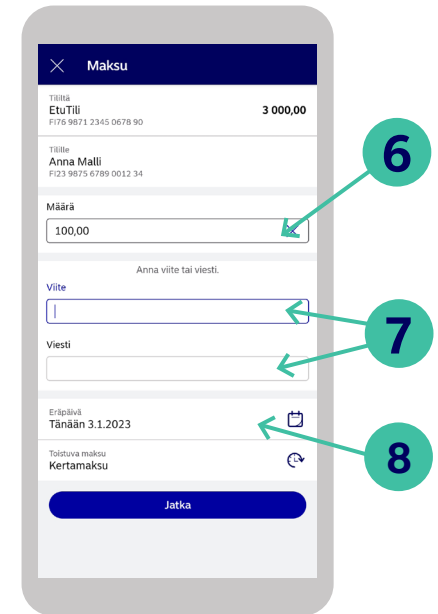 Maksu
Tililtä
EtuTili
3 000,00
FI76 9871 2345 0678 90
Tilille
Anna Malli
FI23 9875 6789 0012 34
6
Määrä
100,00
Anna viite tai viesti.
Viite
7
Viesti
Eräpäivä
Tänään 3.1.2023
8
Toistuva maksu
Kertamaksu
Jatka